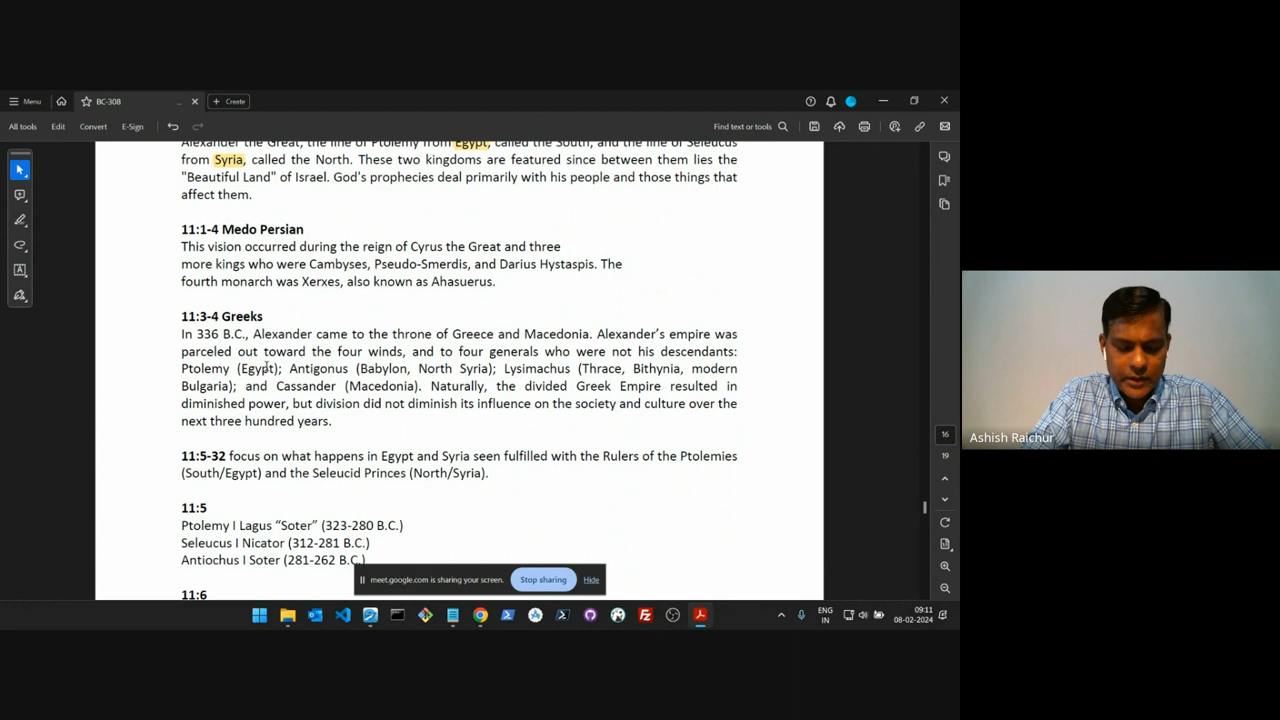 Menu
BC-308
Create
All tools
Edit
Convert
E-Sign
Find text or tools
Alexander the Great, the line of Ptolemy from Egypt, called the South, and the line of Seleucus
from Syria, called the North. These two kingdoms are featured since between them lies the
"Beautiful Land" of Israel. God's prophecies deal primarily with his people and those things that
affect them.
11:1-4 Medo Persian
This vision occurred during the reign of Cyrus the Great and three
more kings who were Cambyses, Pseudo-Smerdis, and Darius Hystaspis. The
fourth monarch was Xerxes, also known as Ahasuerus.
11:3-4 Greeks
In 336 B.C., Alexander came to the throne of Greece and Macedonia. Alexander's empire was
parceled out toward the four winds, and to four generals who were not his descendants:
Ptolemy (Egypt); Antigonus (Babylon, North Syria); Lysimachus (Thrace, Bithynia, modern
Bulgaria); and Cassander (Macedonia). Naturally, the divided Greek Empire resulted in
diminished power, but division did not diminish its influence on the society and culture over the
next three hundred years.
11:5-32 focus on what happens in Egypt and Syria seen fulfilled with the Rulers of the Ptolemies
(South/Egypt) and the Seleucid Princes (North/Syria).
11:5
Ptolemy I Lagus “Soter” (323-280 B.C.)
Seleucus I Nicator (312-281 B.C.)
Antiochus I Soter (281-262 B.C.)
11:6
meet.google.com is sharing your screen.
Stop sharing
Hide
16
19
ENG
IN
09:11
08-02-2024
Ashish Raichur